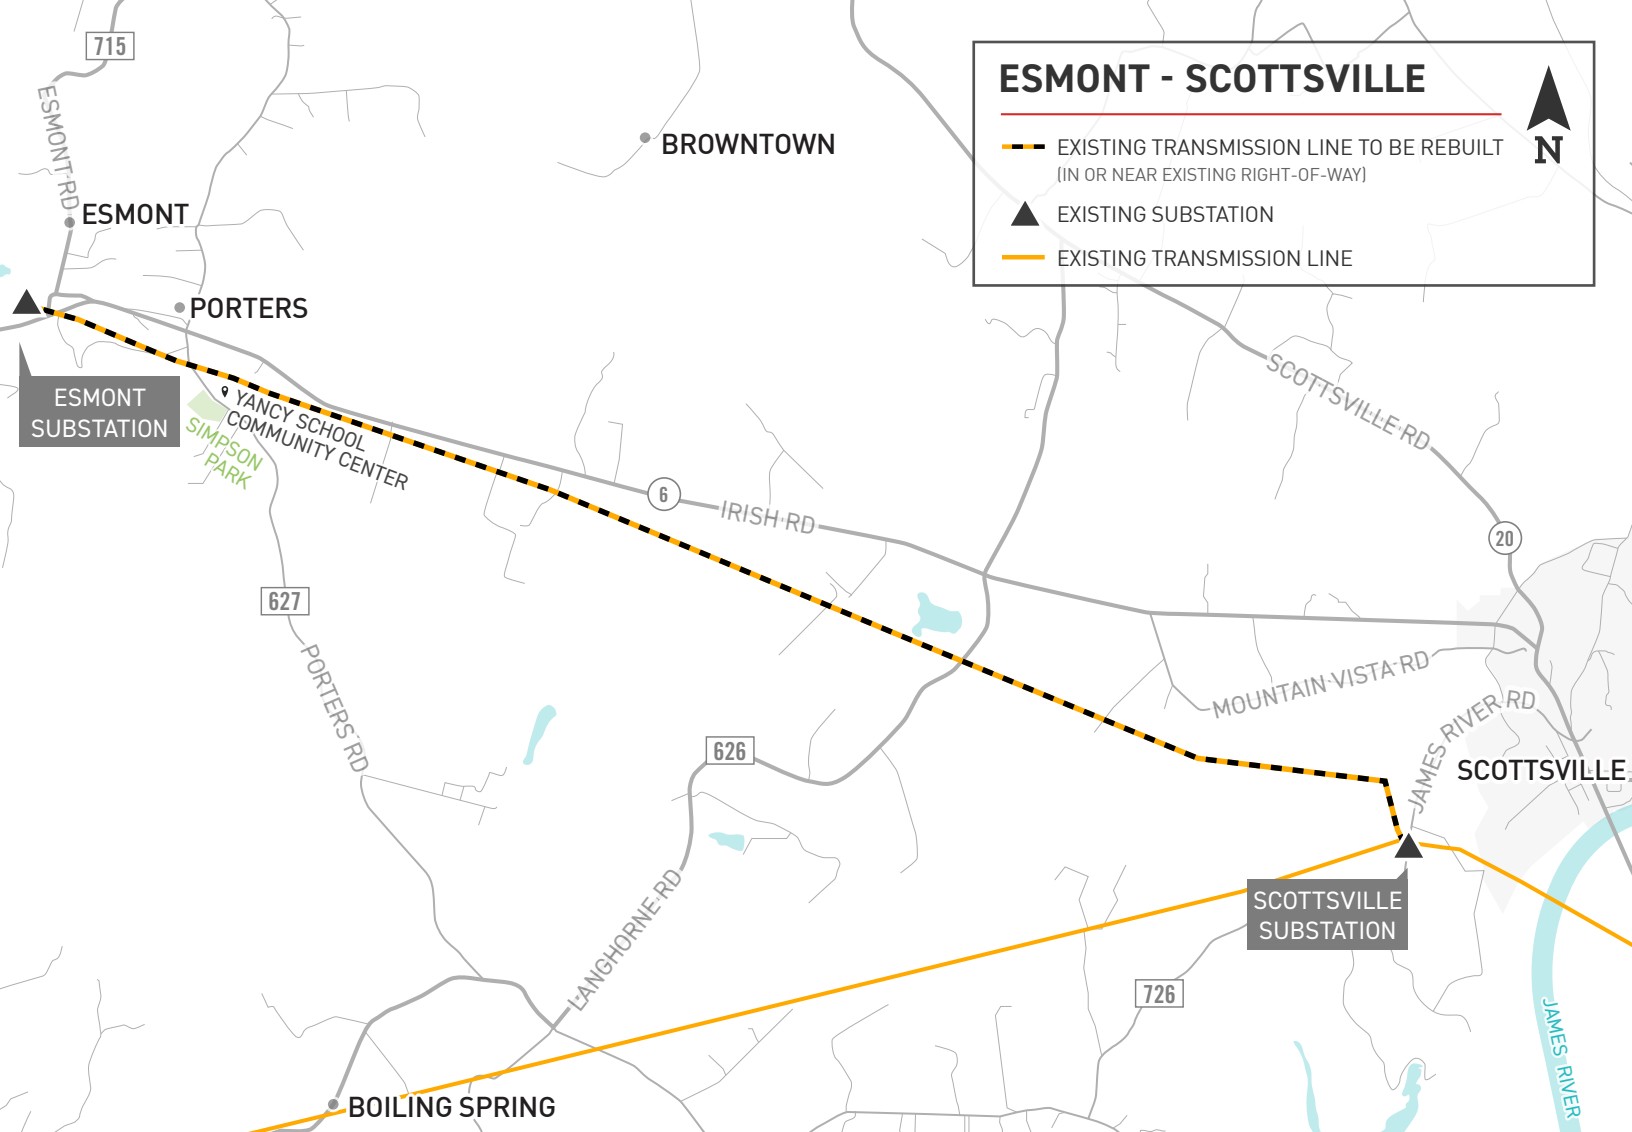 715
ESMONT RD
ESMONT
BROWNTOWN
ESMONT - SCOTTSVILLE
N
EXISTING TRANSMISSION LINE TO BE REBUILT
(IN OR NEAR EXISTING RIGHT-OF-WAY)
EXISTING SUBSTATION
EXISTING TRANSMISSION LINE
PORTERS
ESMONT
SUBSTATION
YANCY SCHOOL
COMMUNITY CENTER
SIMPSON
PARK
6
IRISH RD
SCOTTSVILLE RD
20
627
PORTERS RD
MOUNTAIN VISTA RD
JAMES RIVER RD
626
SCOTTSVILLE
LANGHORNE RD
SCOTTSVILLE
SUBSTATION
726
JAMES RIVER
BOILING SPRING